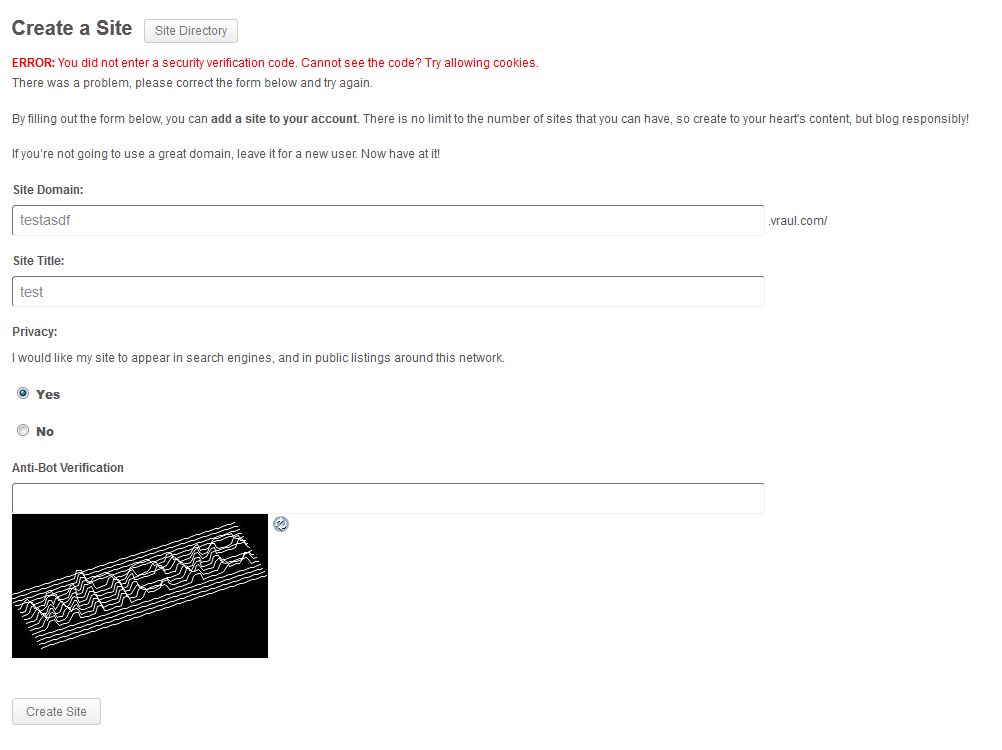 Create a Site Site Directory
ERROR: You did not enter a security verification code. Cannot see the code? Try allowing cookies.
There was a problem, please correct the form below and try again.
By filling out the form below, you can add a site to your account. There is no limit to the number of sites that you can have, so create to your heart's content, but blog responsibly!
If you're not going to use a great domain, leave it for a new user. Now have at it!
Site Domain:
testasdf .vraul.com/
Site Title:
test
Privacy:
I would like my site to appear in search engines, and in public listings around this network.
Yes
No
Anti-Bot Verification
Create Site